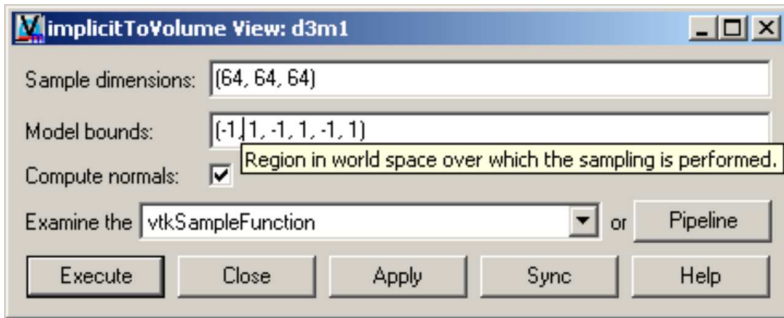 implicitToVolume View: d3m1
Sample dimensions: (64, 64, 64)
Model bounds: (-1, 1, -1, 1, -1, 1)
Region in world space over which the sampling is performed.
Compute normals:
Examine the vtkSampleFunction or Pipeline
Execute Close Apply Sync Help